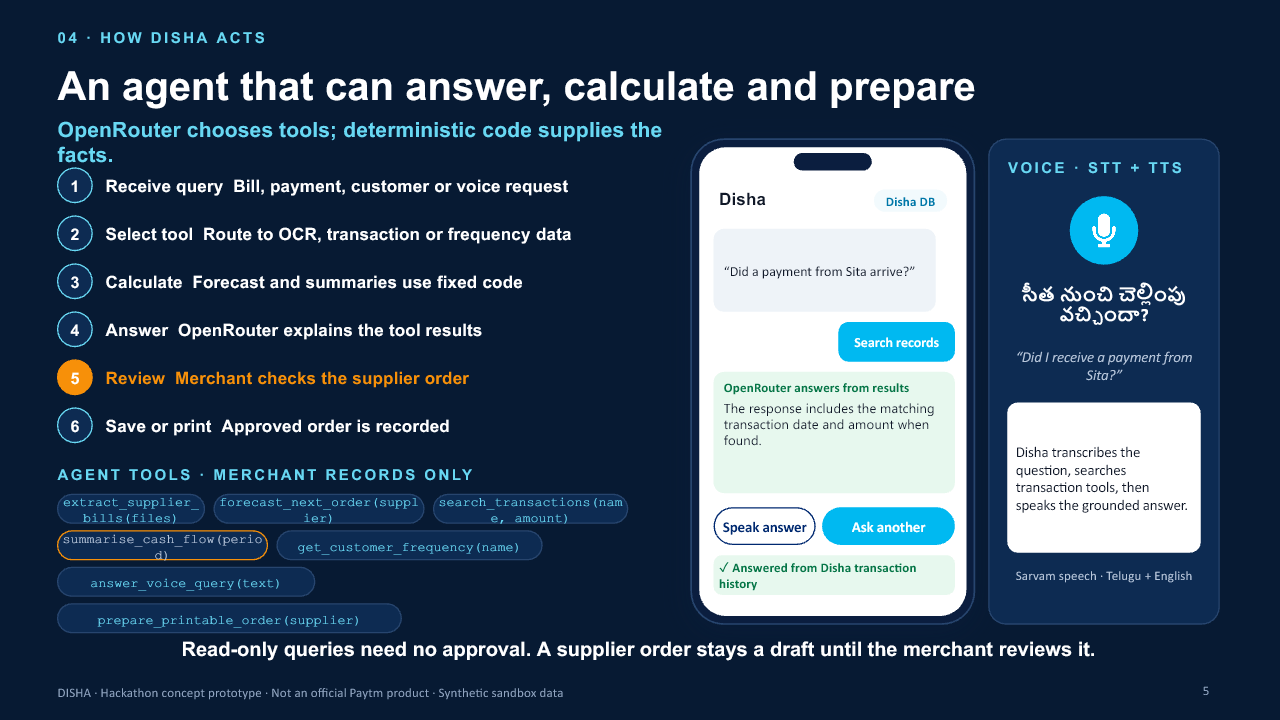 04 · HOW DISHA ACTS
An agent that can answer, calculate and prepare
OpenRouter chooses tools; deterministic code supplies the
facts.
1 Receive query Bill, payment, customer or voice request
2 Select tool Route to OCR, transaction or frequency data
3 Calculate Forecast and summaries use fixed code
4 Answer OpenRouter explains the tool results
5 Review Merchant checks the supplier order
6 Save or print Approved order is recorded
AGENT TOOLS · MERCHANT RECORDS ONLY
extract_supplier_
bills(files)
forecast_next_order(suppl
ier)
search_transactions(nam
e, amount)
summarise_cash_flow(perio
d)
get_customer_frequency(name)
answer_voice_query(text)
prepare_printable_order(supplier)
Disha
Disha DB
“Did a payment from Sita arrive?”
Search records
OpenRouter answers from results
The response includes the matching
transaction date and amount when
found.
Speak answer
Ask another
✓ Answered from Disha transaction
history
VOICE · STT + TTS
సీత నుంచి చెల్లింపు
వచ్చిందా?
“Did I receive a payment from
Sita?”
Disha transcribes the
question, searches
transaction tools, then
speaks the grounded answer.
Sarvam speech · Telugu + English
Read-only queries need no approval. A supplier order stays a draft until the merchant reviews it.
DISHA · Hackathon concept prototype · Not an official Paytm product · Synthetic sandbox data
5